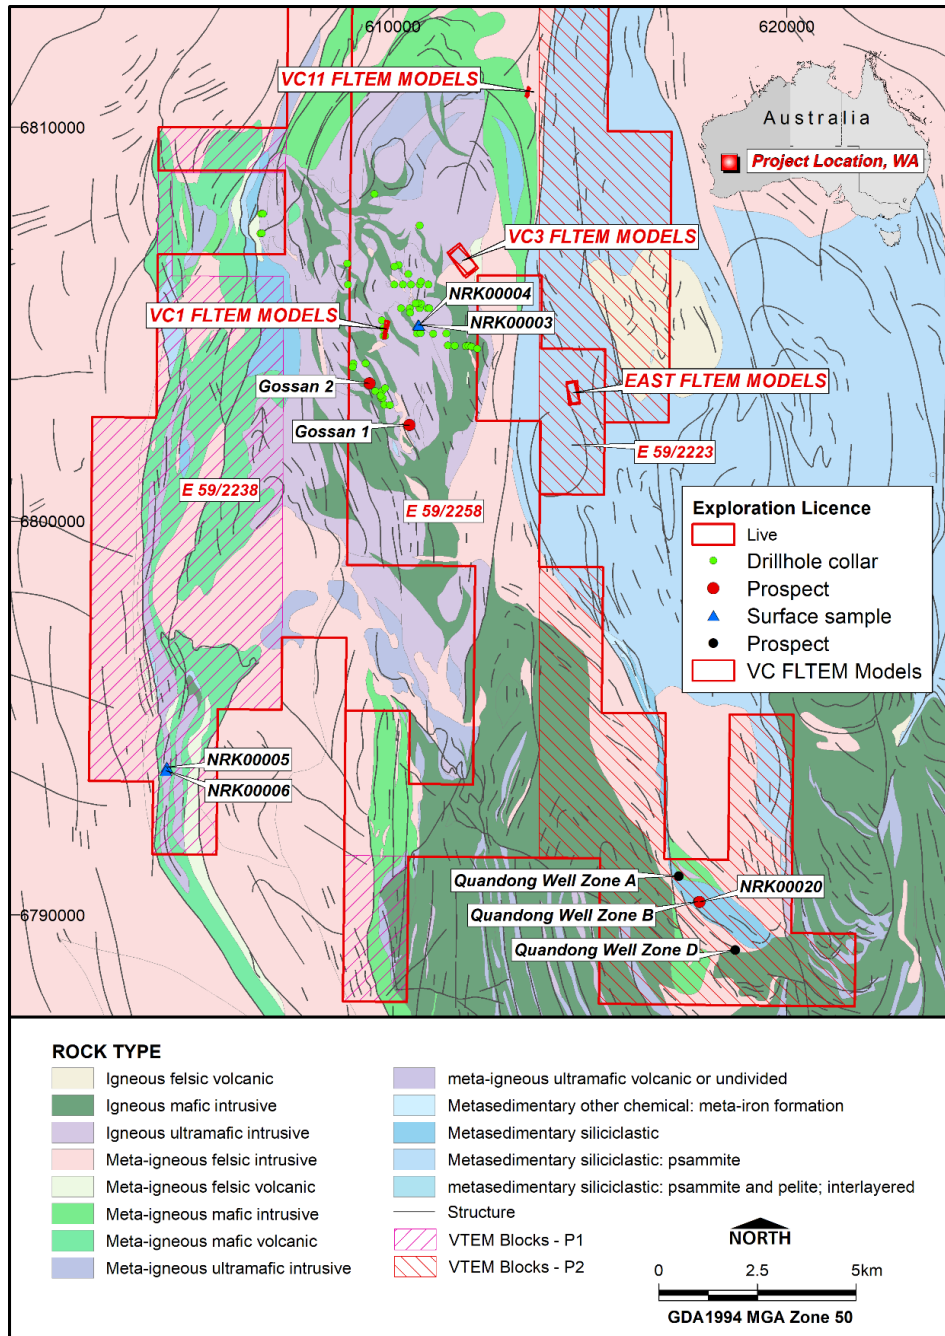 610000
620000
VC11 FLTEM MODELS
Australia
6810000
Project Location, WA
VC3 FLTEM MODELS
NRK00004
VC1 FLTEM MODELS
NRK00003
Gossan 2
EAST FLTEM MODELS
Gossan 1
E 59/2223
E 59/2238
E 59/2258
6800000
Exploration Licence
Live
Drillhole collar
Prospect
Surface sample
Prospect
VC FLTEM Models
NRK00005
NRK00006
Quandong Well Zone A
NRK00020
Quandong Well Zone B
6790000
Quandong Well Zone D
ROCK TYPE
Igneous felsic volcanic
Igneous mafic intrusive
Igneous ultramafic intrusive
Meta-igneous felsic intrusive
Meta-igneous felsic volcanic
Meta-igneous mafic intrusive
Meta-igneous mafic volcanic
Meta-igneous ultramafic intrusive
meta-igneous ultramafic volcanic or undivided
Metasedimentary other chemical: meta-iron formation
Metasedimentary siliciclastic
Metasedimentary siliciclastic: psammite
metasedimentary siliciclastic: psammite and pelite; interlayered
Structure
VTEM Blocks - P1
VTEM Blocks - P2
NORTH
0 2.5 5km
GDA1994 MGA Zone 50